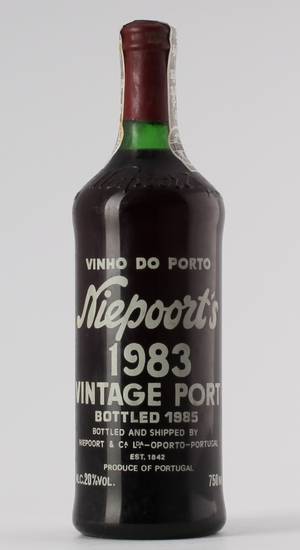 VINHO DO PORTO
Niepoort's
1983
VINTAGE PORT
BOTTLED 1985
BOTTLED AND SHIPPED BY
NIEPOORT & Cª LDA-OPORTO-PORTUGAL
EST. 1842
PRODUCE OF PORTUGAL
ALC.20%VOL. 750